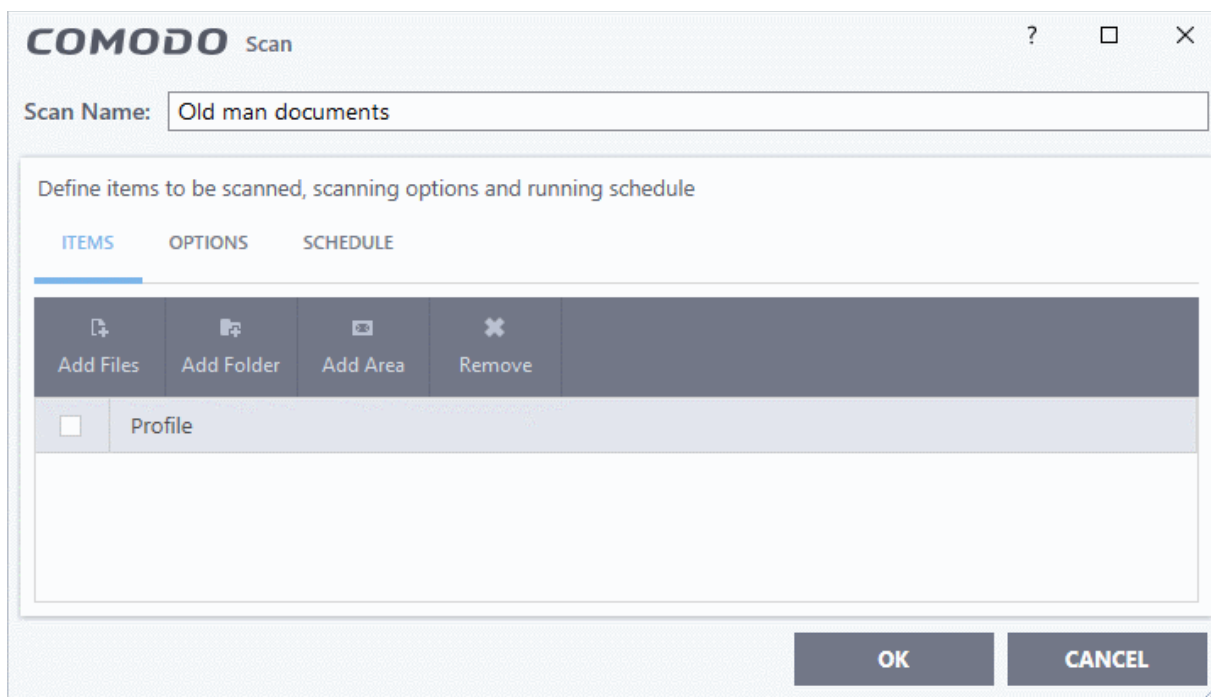 COMODO Scan ?
Scan Name: Old man documents
Define items to be scanned, scanning options and running schedule
ITEMS OPTIONS SCHEDULE
Add Files Add Folder Add Area Remove
Profile
OK CANCEL